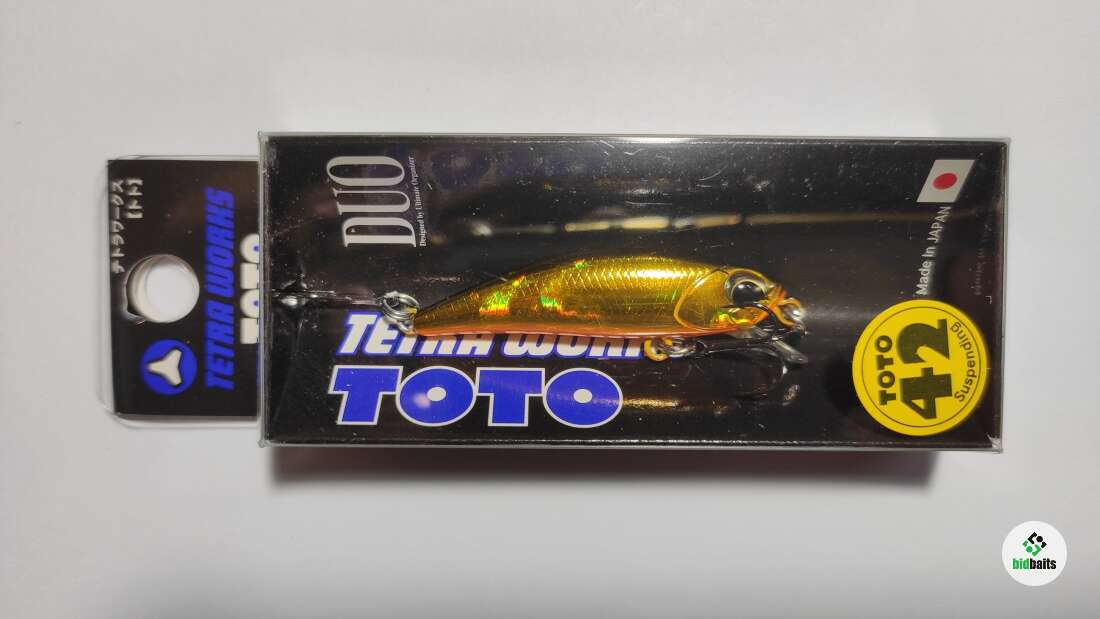 テトラワークス
【トト】
TETRA WORKS
TOTO
DUO
Designed by Ultimate Organizer
TETRA WORKS
TOTO
Made In JAPAN
TOTO
42
Suspending
bidbaits